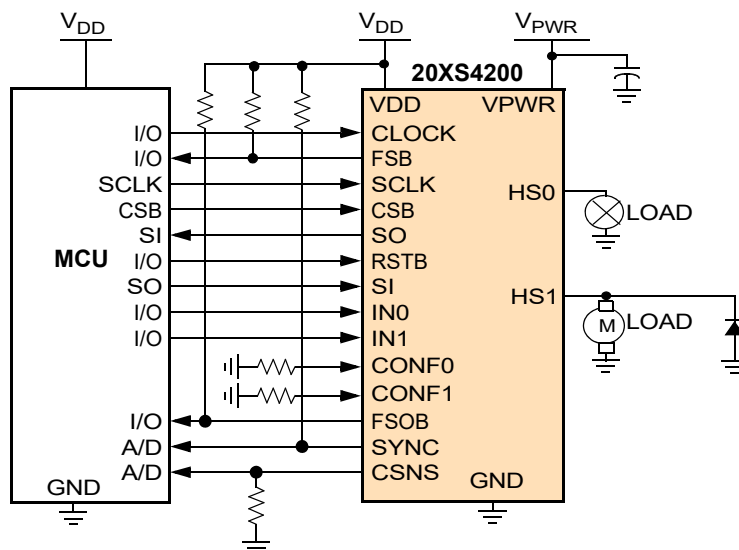 VDD VDD VPWR
20XS4200
VDD VPWR
I/O CLOCK
I/O FSB
SCLK SCLK
HS0
CSB CSB LOAD
SI SO
MCU I/O RSTB
SO SI HS1
I/O IN0
M LOAD
I/O IN1
CONF0
CONF1
I/O FSOB
A/D SYNC
A/D CSNS
GND GND